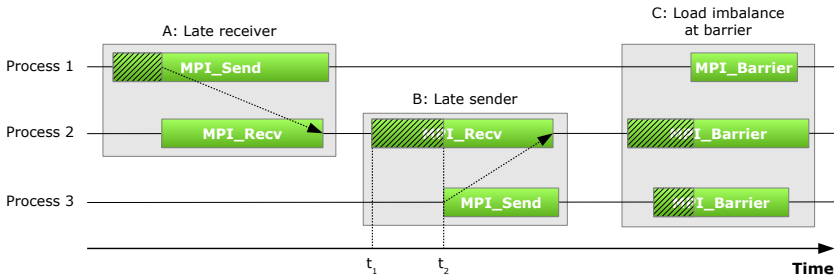 A: Late receiver
C: Load imbalance
at barrier
Process 1
MPI_Send
MPI_Barrier
B: Late sender
Process 2
MPI_Recv
MPI_Recv
MPI_Barrier
Process 3
MPI_Send
MPI_Barrier
t1
t2
Time